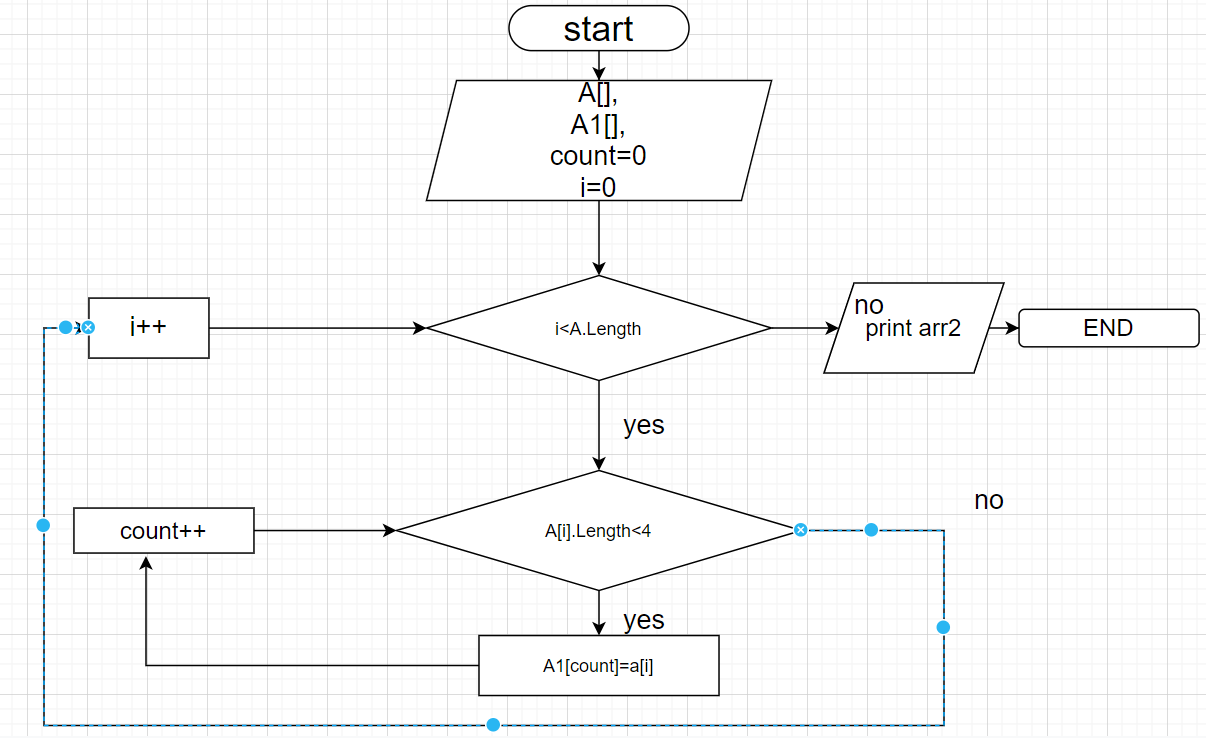 start
A[],
A1[],
count=0
i=0
i++
i<A.Length
no
print arr2
END
yes
no
count++
A[i].Length<4
yes
A1[count]=a[i]